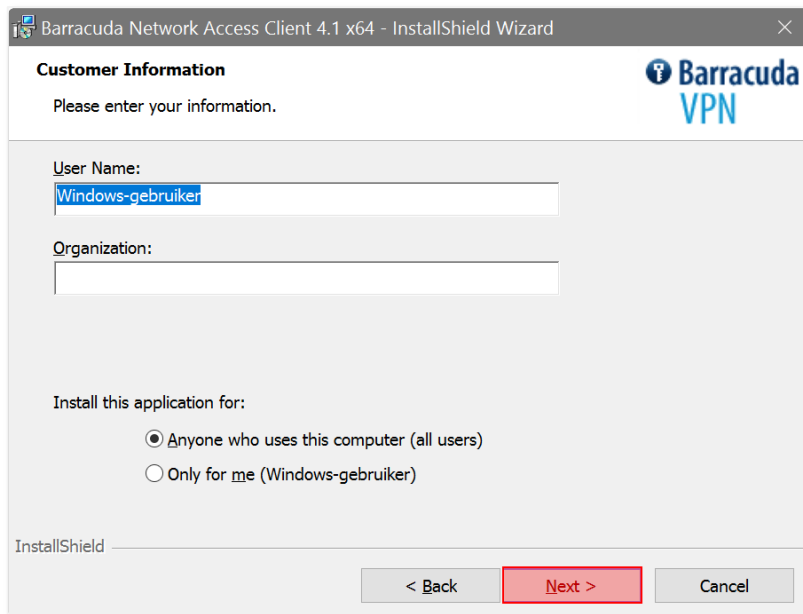 Barracuda Network Access Client 4.1 x64 - InstallShield Wizard
Customer Information
Please enter your information.
Barracuda
VPN
User Name:
Windows-gebruiker
Organization:
Install this application for:
Anyone who uses this computer (all users)
Only for me (Windows-gebruiker)
InstallShield
< Back
Next >
Cancel